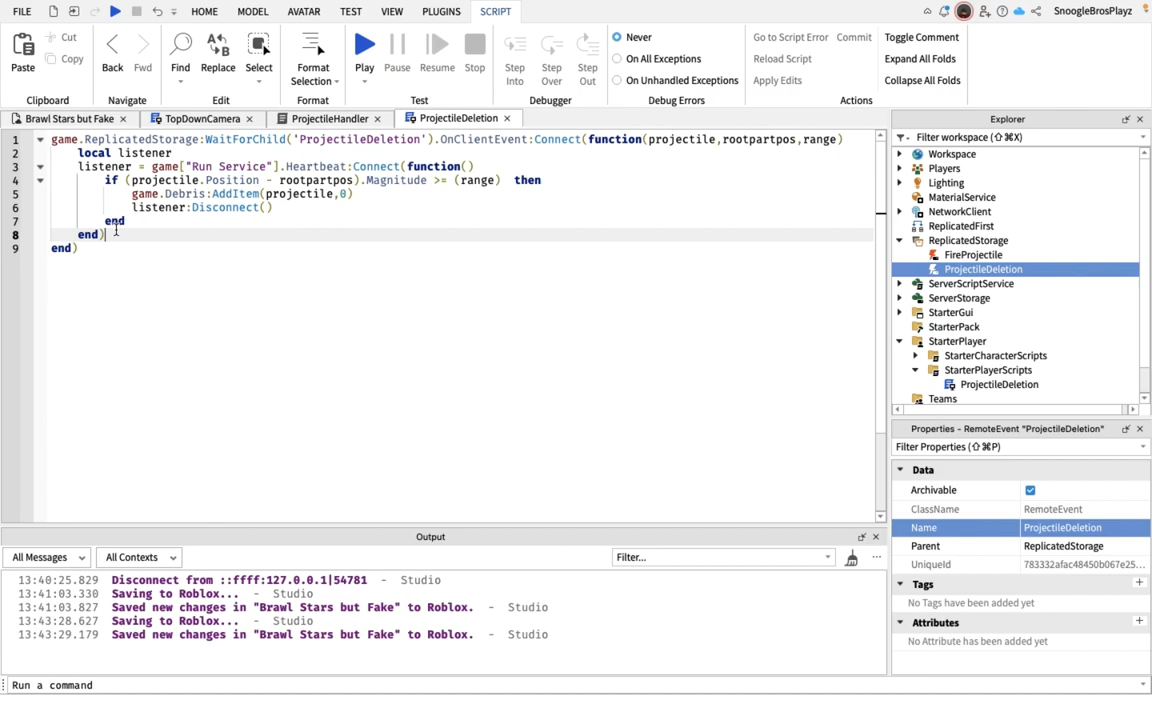 FILE HOME MODEL AVATAR TEST VIEW PLUGINS SCRIPT SnoogleBrosPlayz
Paste Cut Copy Back Fwd Find Replace Select Format Selection Play Pause Resume Stop Step Into Step Over Step Out
Never
On All Exceptions
On Unhandled Exceptions
Go to Script Error Commit Toggle Comment
Reload Script Expand All Folds
Apply Edits Collapse All Folds
Clipboard Navigate Edit Format Test Debugger Debug Errors Actions
Brawl Stars but Fake × TopDownCamera × ProjectileHandler × ProjectileDeletion ×
1 game.ReplicatedStorage:WaitForChild('ProjectileDeletion').OnClientEvent:Connect(function(projectile,rootpartpos,range)
2 local listener
3 listener = game["Run Service"].Heartbeat:Connect(function()
4 if (projectile.Position - rootpartpos).Magnitude >= (range) then
5 game.Debris:AddItem(projectile,0)
6 listener:Disconnect()
7 end
8 end)
9 end)
Explorer
Filter workspace (⇧⌘X)
Workspace
Players
Lighting
MaterialService
NetworkClient
ReplicatedFirst
ReplicatedStorage
FireProjectile
ProjectileDeletion
ServerScriptService
ServerStorage
StarterGui
StarterPack
StarterPlayer
StarterCharacterScripts
StarterPlayerScripts
ProjectileDeletion
Teams
Properties - RemoteEvent "ProjectileDeletion"
Filter Properties (⇧⌘P)
Data
Archivable
ClassName RemoteEvent
Name ProjectileDeletion
Parent ReplicatedStorage
UniqueId 783332afac48450b067e25...
Tags
No Tags have been added yet
Attributes
No Attribute has been added yet
Output
All Messages All Contexts Filter...
13:40:25.829 Disconnect from ::ffff:127.0.0.1|54781 - Studio
13:41:03.330 Saving to Roblox... - Studio
13:41:03.827 Saved new changes in "Brawl Stars but Fake" to Roblox. - Studio
13:43:28.627 Saving to Roblox... - Studio
13:43:29.179 Saved new changes in "Brawl Stars but Fake" to Roblox. - Studio
Run a command